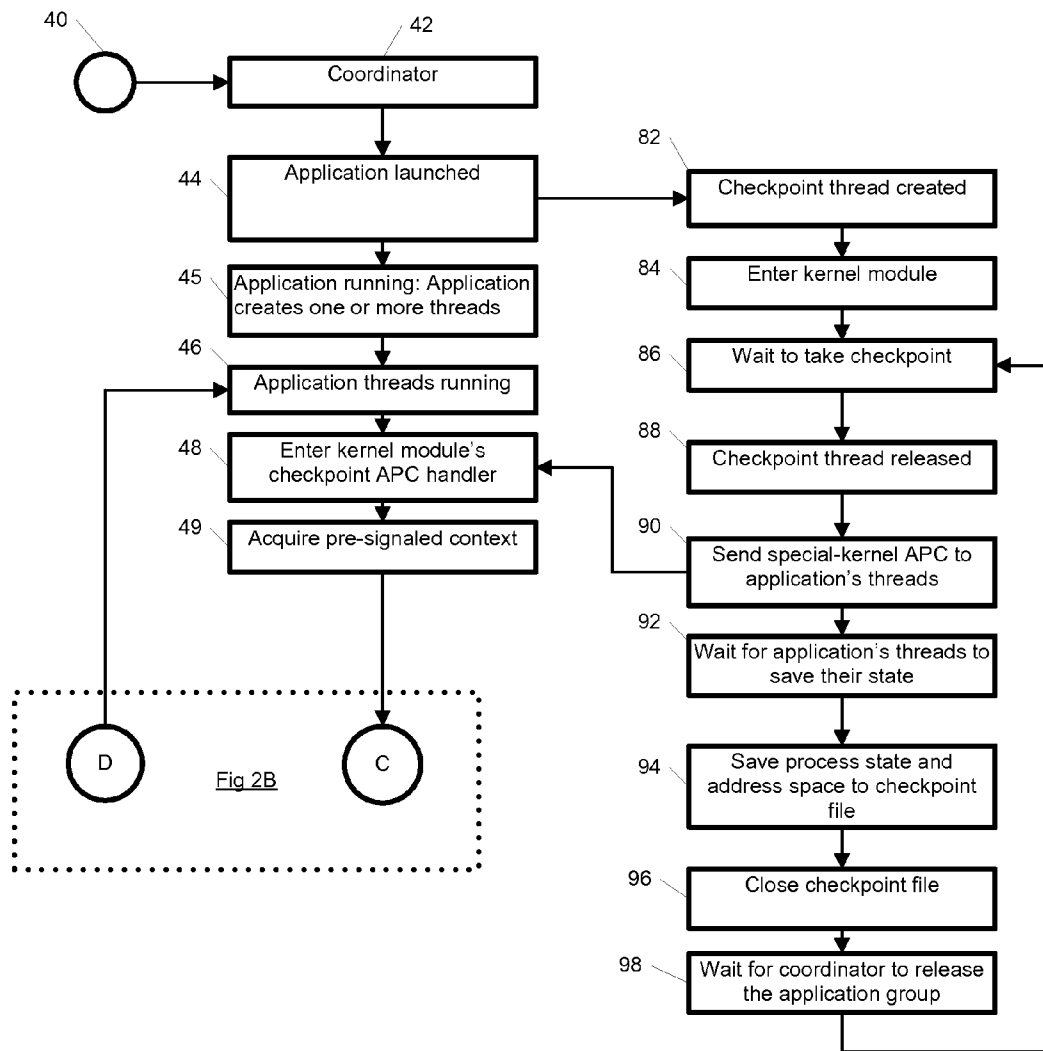 40
42
Coordinator
44
Application launched
82
Checkpoint thread created
45
Application running: Application
creates one or more threads
84
Enter kernel module
46
Application threads running
86
Wait to take checkpoint
48
Enter kernel module's
checkpoint APC handler
88
Checkpoint thread released
49
Acquire pre-signaled context
90
Send special-kernel APC to
application's threads
92
Wait for application's threads to
save their state
D
Fig 2B
C
94
Save process state and
address space to checkpoint
file
96
Close checkpoint file
98
Wait for coordinator to release
the application group